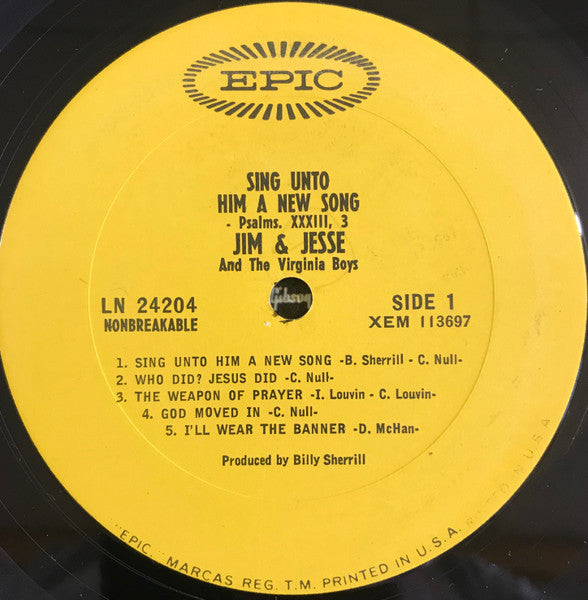 EPIC
SING UNTO
HIM A NEW SONG
- Psalms. XXXIII, 3
JIM & JESSE
And The Virginia Boys
LN 24204
NONBREAKABLE
Gibson
SIDE 1
XEM 113697
1. SING UNTO HIM A NEW SONG -B. Sherrill - C. Null-
2. WHO DID? JESUS DID -C. Null-
3. THE WEAPON OF PRAYER -I. Louvin - C. Louvin-
4. GOD MOVED IN -C. Null-
5. I'LL WEAR THE BANNER -D. McHan-
Produced by Billy Sherrill
"EPIC," MARCAS REG. T.M. PRINTED IN U.S.A.
IN U.S.A